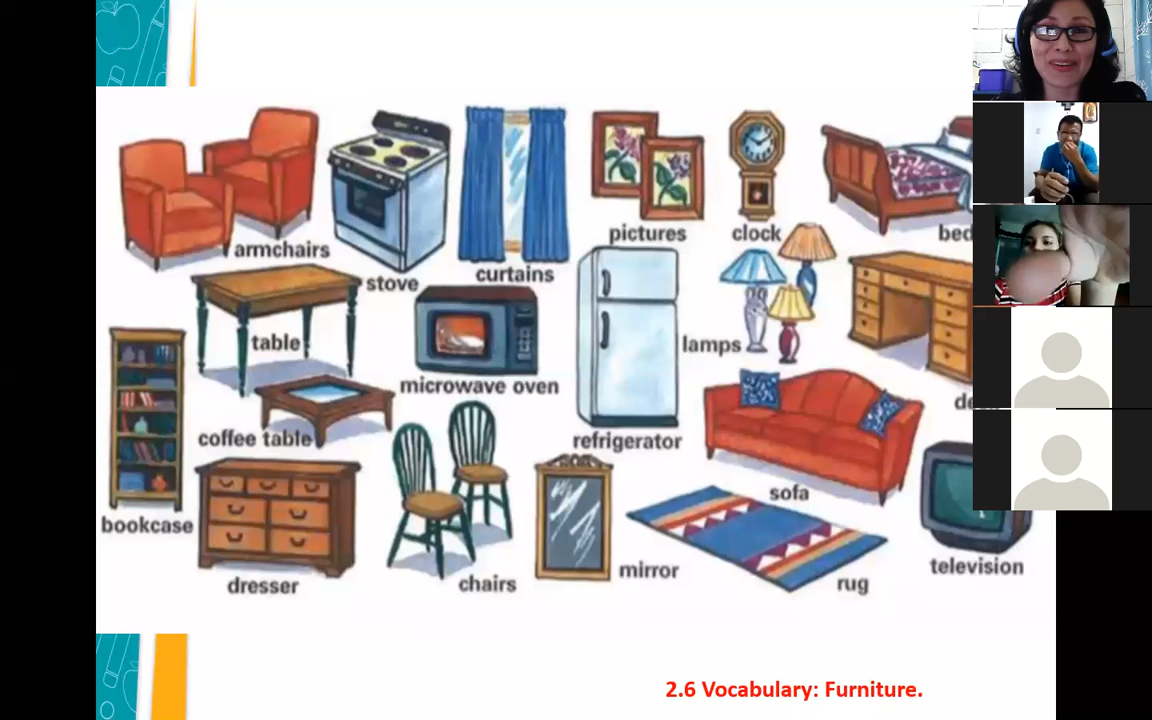 armchairs
stove
curtains
pictures
clock
bed
table
microwave oven
lamps
coffee table
refrigerator
sofa
bookcase
dresser
chairs
mirror
rug
television
2.6 Vocabulary: Furniture.